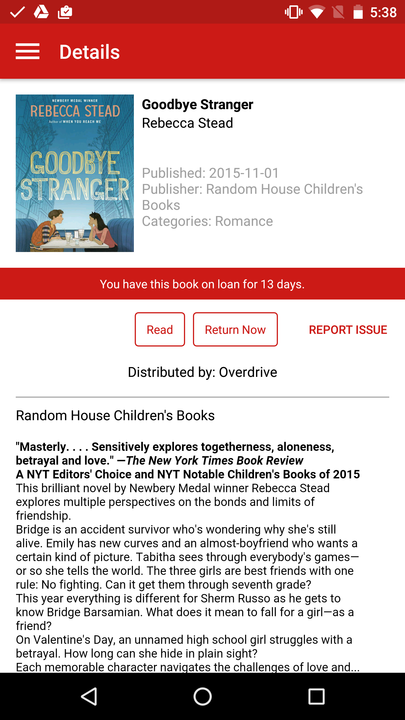 5:38
Details
NEWBERY MEDAL WINNER
REBECCA STEAD
Author of WHEN YOU REACH ME
GOODBYE
STRANGER
Goodbye Stranger
Rebecca Stead
Published: 2015-11-01
Publisher: Random House Children's
Books
Categories: Romance
You have this book on loan for 13 days.
Read
Return Now
REPORT ISSUE
Distributed by: Overdrive
Random House Children's Books
"Masterly. . . . Sensitively explores togetherness, aloneness,
betrayal and love." —The New York Times Book Review
A NYT Editors' Choice and NYT Notable Children's Books of 2015
This brilliant novel by Newbery Medal winner Rebecca Stead
explores multiple perspectives on the bonds and limits of
friendship.
Bridge is an accident survivor who's wondering why she's still
alive. Emily has new curves and an almost-boyfriend who wants a
certain kind of picture. Tabitha sees through everybody's games—
or so she tells the world. The three girls are best friends with one
rule: No fighting. Can it get them through seventh grade?
This year everything is different for Sherm Russo as he gets to
know Bridge Barsamian. What does it mean to fall for a girl—as a
friend?
On Valentine's Day, an unnamed high school girl struggles with a
betrayal. How long can she hide in plain sight?
Each memorable character navigates the challenges of love and...